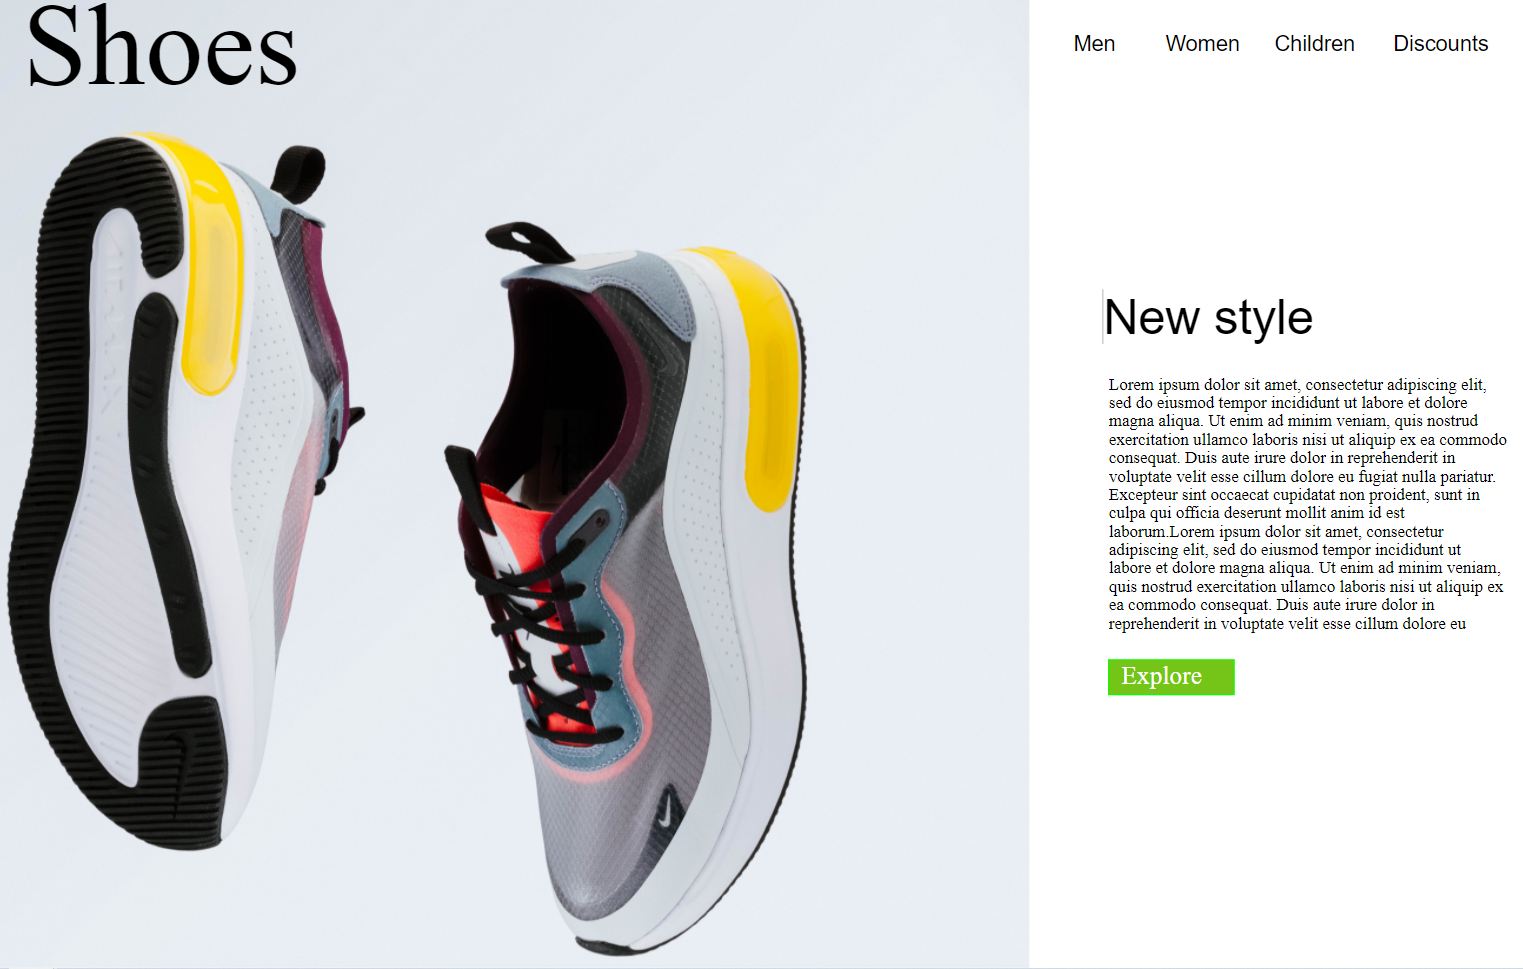 Shoes
Men Women Children Discounts
New style
Lorem ipsum dolor sit amet, consectetur adipiscing elit,
sed do eiusmod tempor incididunt ut labore et dolore
magna aliqua. Ut enim ad minim veniam, quis nostrud
exercitation ullamco laboris nisi ut aliquip ex ea commodo
consequat. Duis aute irure dolor in reprehenderit in
voluptate velit esse cillum dolore eu fugiat nulla pariatur.
Excepteur sint occaecat cupidatat non proident, sunt in
culpa qui officia deserunt mollit anim id est
laborum.Lorem ipsum dolor sit amet, consectetur
adipiscing elit, sed do eiusmod tempor incididunt ut
labore et dolore magna aliqua. Ut enim ad minim veniam,
quis nostrud exercitation ullamco laboris nisi ut aliquip ex
ea commodo consequat. Duis aute irure dolor in
reprehenderit in voluptate velit esse cillum dolore eu
Explore